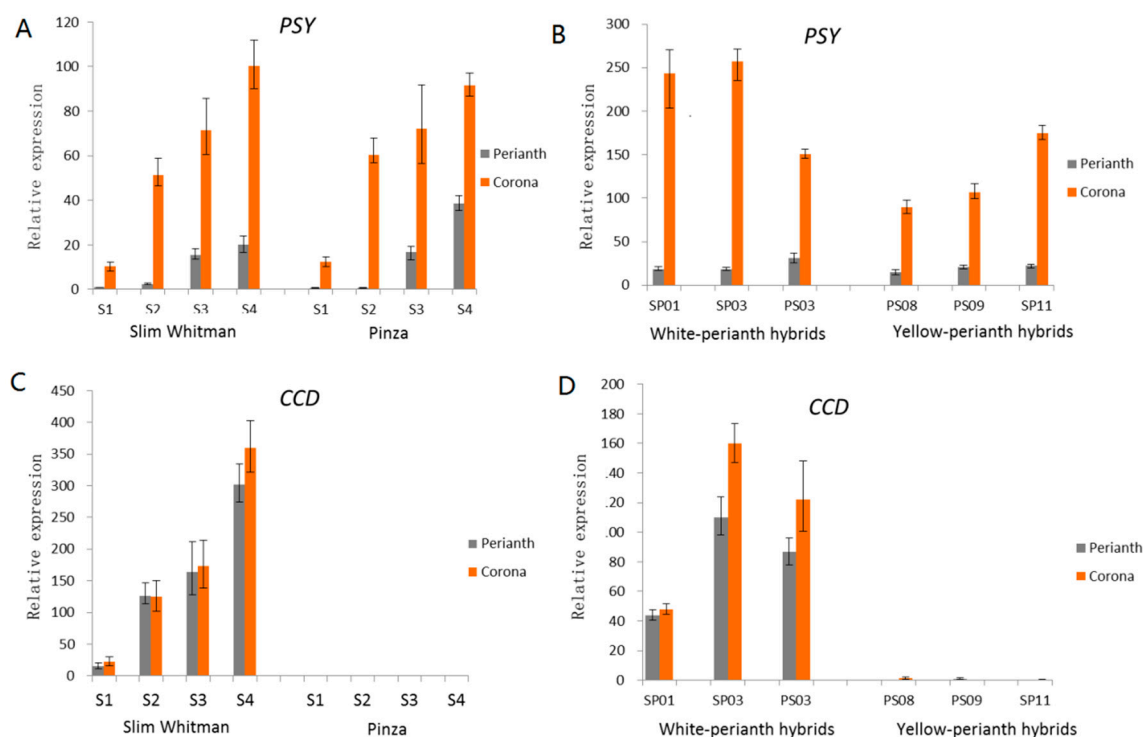 A
PSY
120
100
80
60
40
20
0
Relative expression
Perianth
Corona
S1 S2 S3 S4 S1 S2 S3 S4
Slim Whitman Pinza
B
PSY
300
250
200
150
100
50
0
Relative expression
Perianth
Corona
SP01 SP03 PS03 PS08 PS09 SP11
White-perianth hybrids Yellow-perianth hybrids
C
CCD
450
400
350
300
250
200
150
100
50
0
Relative expression
Perianth
Corona
S1 S2 S3 S4 S1 S2 S3 S4
Slim Whitman Pinza
D
CCD
200
180
160
.40
.20
.00
80
60
40
20
0
Relative expression
Perianth
Corona
SP01 SP03 PS03 PS08 PS09 SP11
White-perianth hybrids Yellow-perianth hybrids